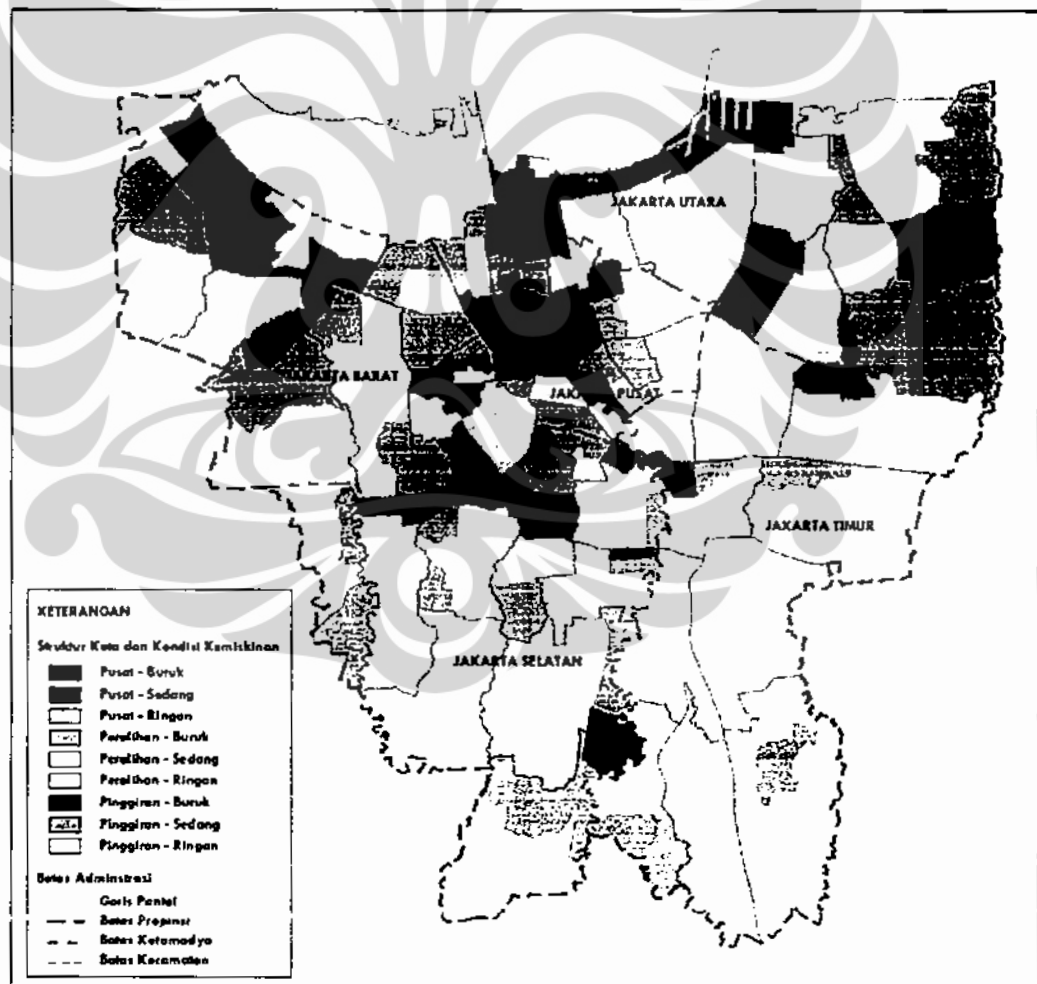 JAKARTA UTARA
JAKARTA BARAT
JAKA PUSAT
JAKARTA TIMUR
JAKARTA SELATAN
KETERANGAN
Struktur Kota dan Kondisi Kemiskinan
Pusat - Buruk
Pusat - Sedang
Pusat - Ringan
Peralihan - Buruk
Peralihan - Sedang
Peralihan - Ringan
Pinggiran - Buruk
Pinggiran - Sedang
Pinggiran - Ringan
Batas Adminstrasi
Garis Pantai
Batas Propinsi
Batas Kotamadya
Batas Kecamatan